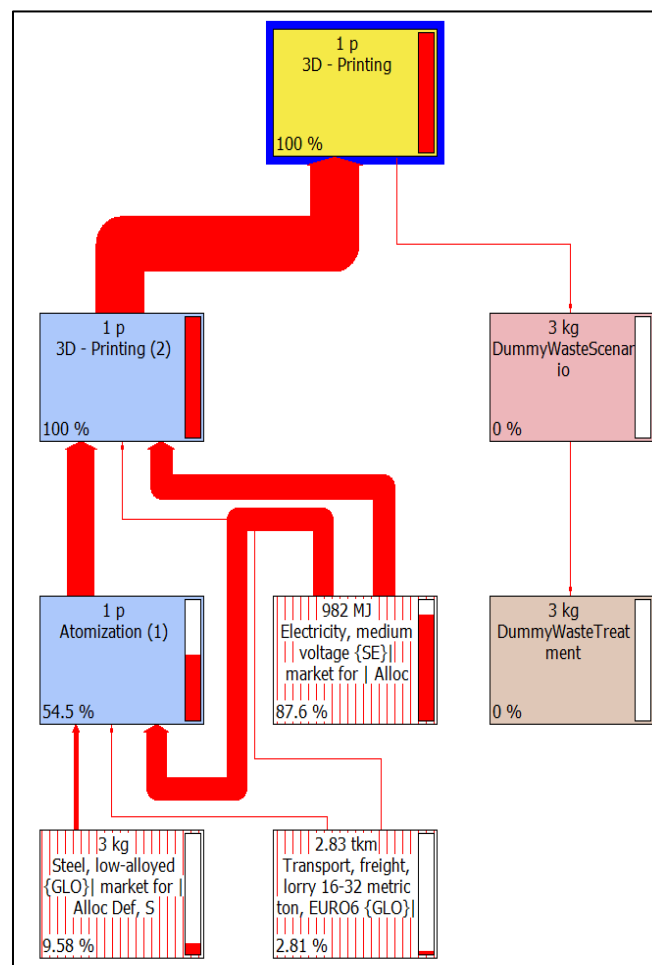 1 p
3D - Printing
100 %
1 p
3D - Printing (2)
100 %
3 kg
DummyWasteScenar
io
0 %
1 p
Atomization (1)
54.5 %
982 MJ
Electricity, medium
voltage {SE}|
market for | Alloc
87.6 %
3 kg
DummyWasteTreat
ment
0 %
3 kg
Steel, low-alloyed
{GLO}| market for |
Alloc Def, S
9.58 %
2.83 tkm
Transport, freight,
lorry 16-32 metric
ton, EURO6 {GLO}|
2.81 %